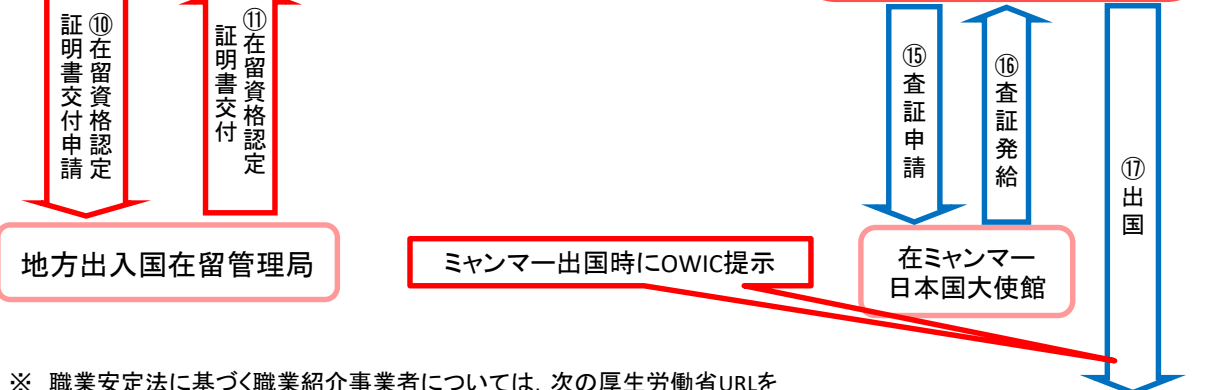 ⑩在留資格認定
証明書交付申請
⑪在留資格認定
証明書交付
⑮査証申請
⑯査証発給
⑰出国
地方出入国在留管理局
ミャンマー出国時にOWIC提示
在ミャンマー
日本国大使館
※　職業安定法に基づく職業紹介事業者については，次の厚生労働省URLを